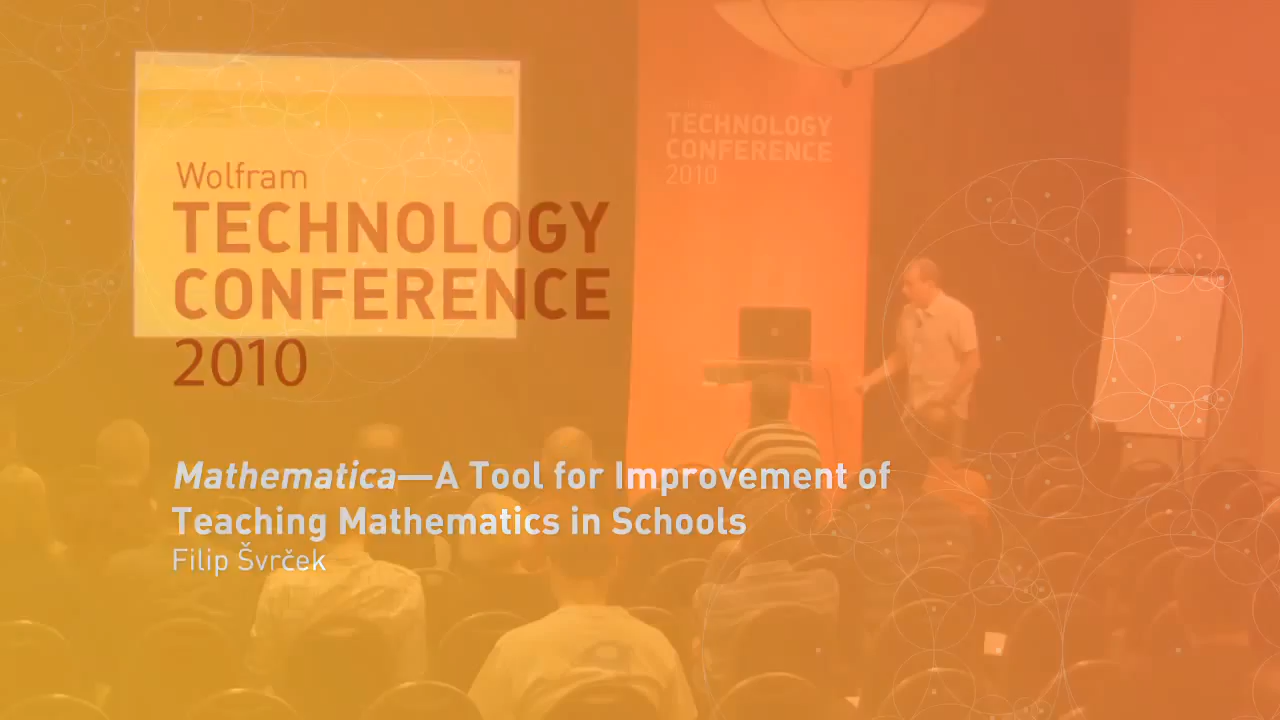 Wolfram
TECHNOLOGY
CONFERENCE
2010
TECHNOLOGY
CONFERENCE
2010
Mathematica—A Tool for Improvement of
Teaching Mathematics in Schools
Filip Švrček